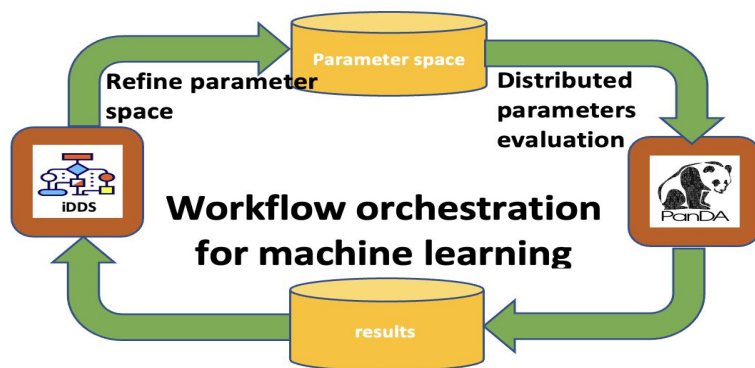 Parameter space
Refine parameter
space
Distributed
parameters
evaluation
iDDS
PanDA
Workflow orchestration
for machine learning
results